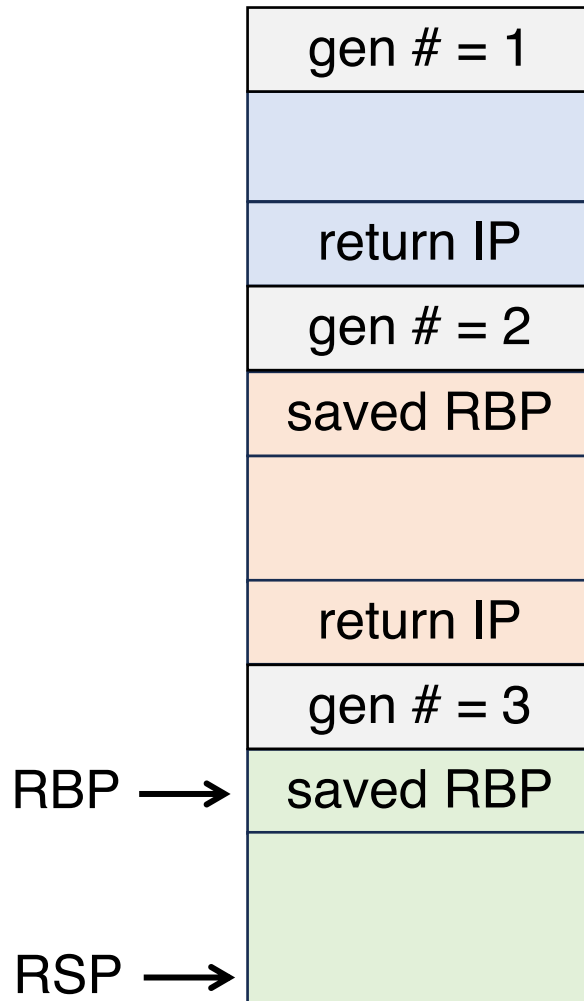 gen # = 1
return IP
gen # = 2
saved RBP
return IP
gen # = 3
RBP
saved RBP
RSP